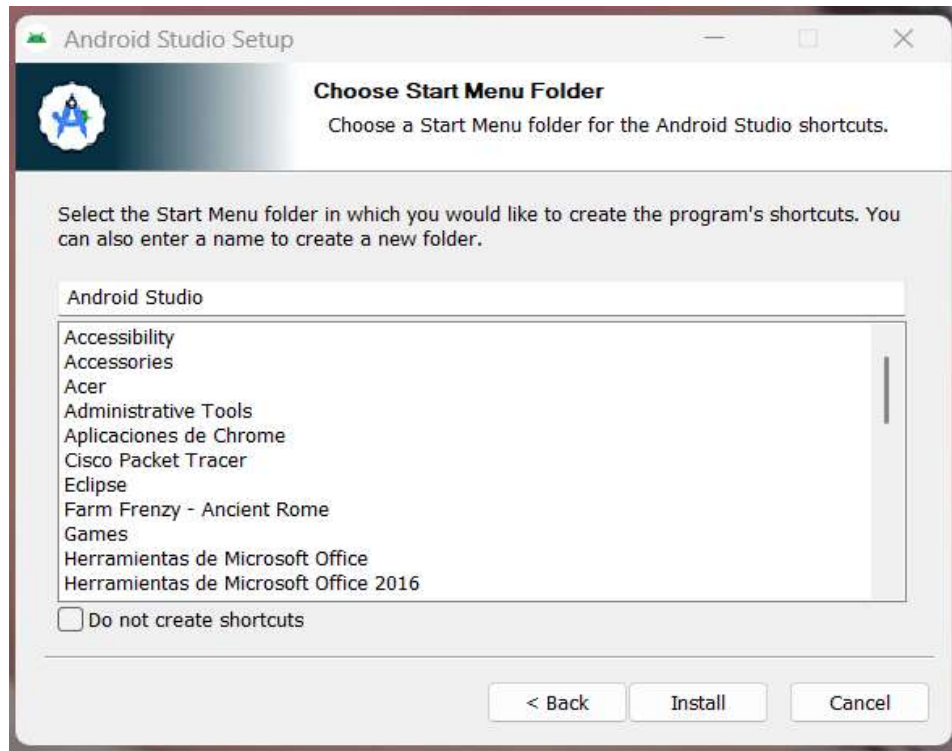 Android Studio Setup
Choose Start Menu Folder
Choose a Start Menu folder for the Android Studio shortcuts.
Select the Start Menu folder in which you would like to create the program's shortcuts. You
can also enter a name to create a new folder.
Android Studio
Accessibility
Accessories
Acer
Administrative Tools
Aplicaciones de Chrome
Cisco Packet Tracer
Eclipse
Farm Frenzy - Ancient Rome
Games
Herramientas de Microsoft Office
Herramientas de Microsoft Office 2016
Do not create shortcuts
< Back
Install
Cancel